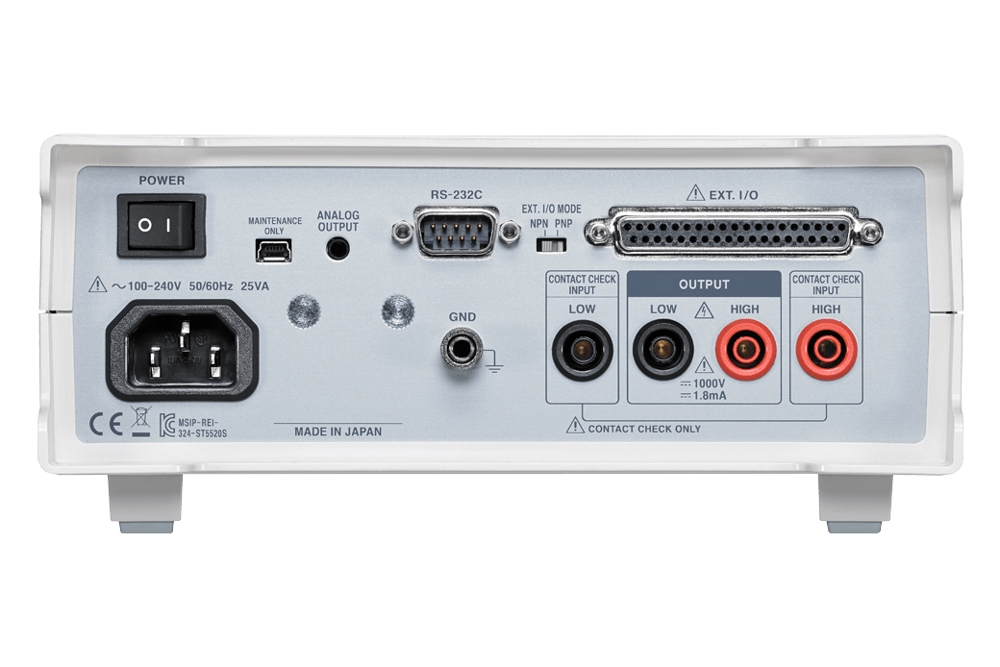 POWER
MAINTENANCE
ONLY
ANALOG
OUTPUT
RS-232C
EXT. I/O MODE
NPN PNP
EXT. I/O
100-240V 50/60Hz 25VA
GND
CONTACT CHECK
INPUT
LOW
OUTPUT
LOW
HIGH
1000V
1.8mA
CONTACT CHECK
INPUT
HIGH
CONTACT CHECK ONLY
CE
MSIP-REI-
324-ST5520S
MADE IN JAPAN